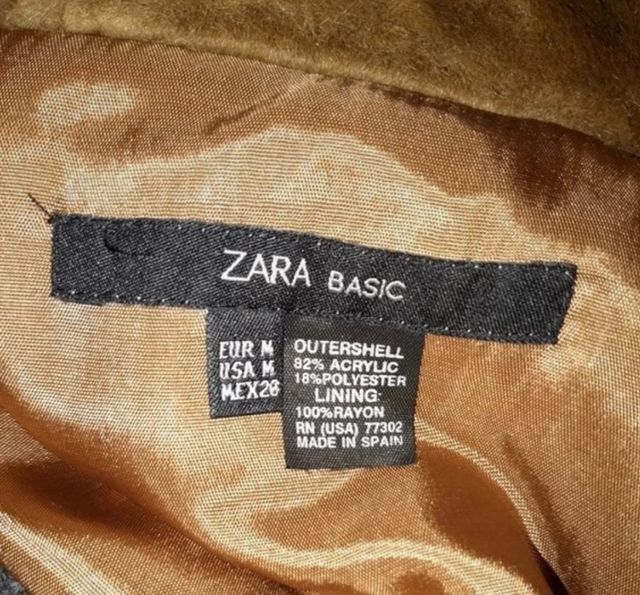 ZARA BASIC
EUR M
USA M
MEX28
OUTERSHELL
82% ACRYLIC
18%POLYESTER
LINING:
100%RAYON
RN (USA) 77302
MADE IN SPAIN